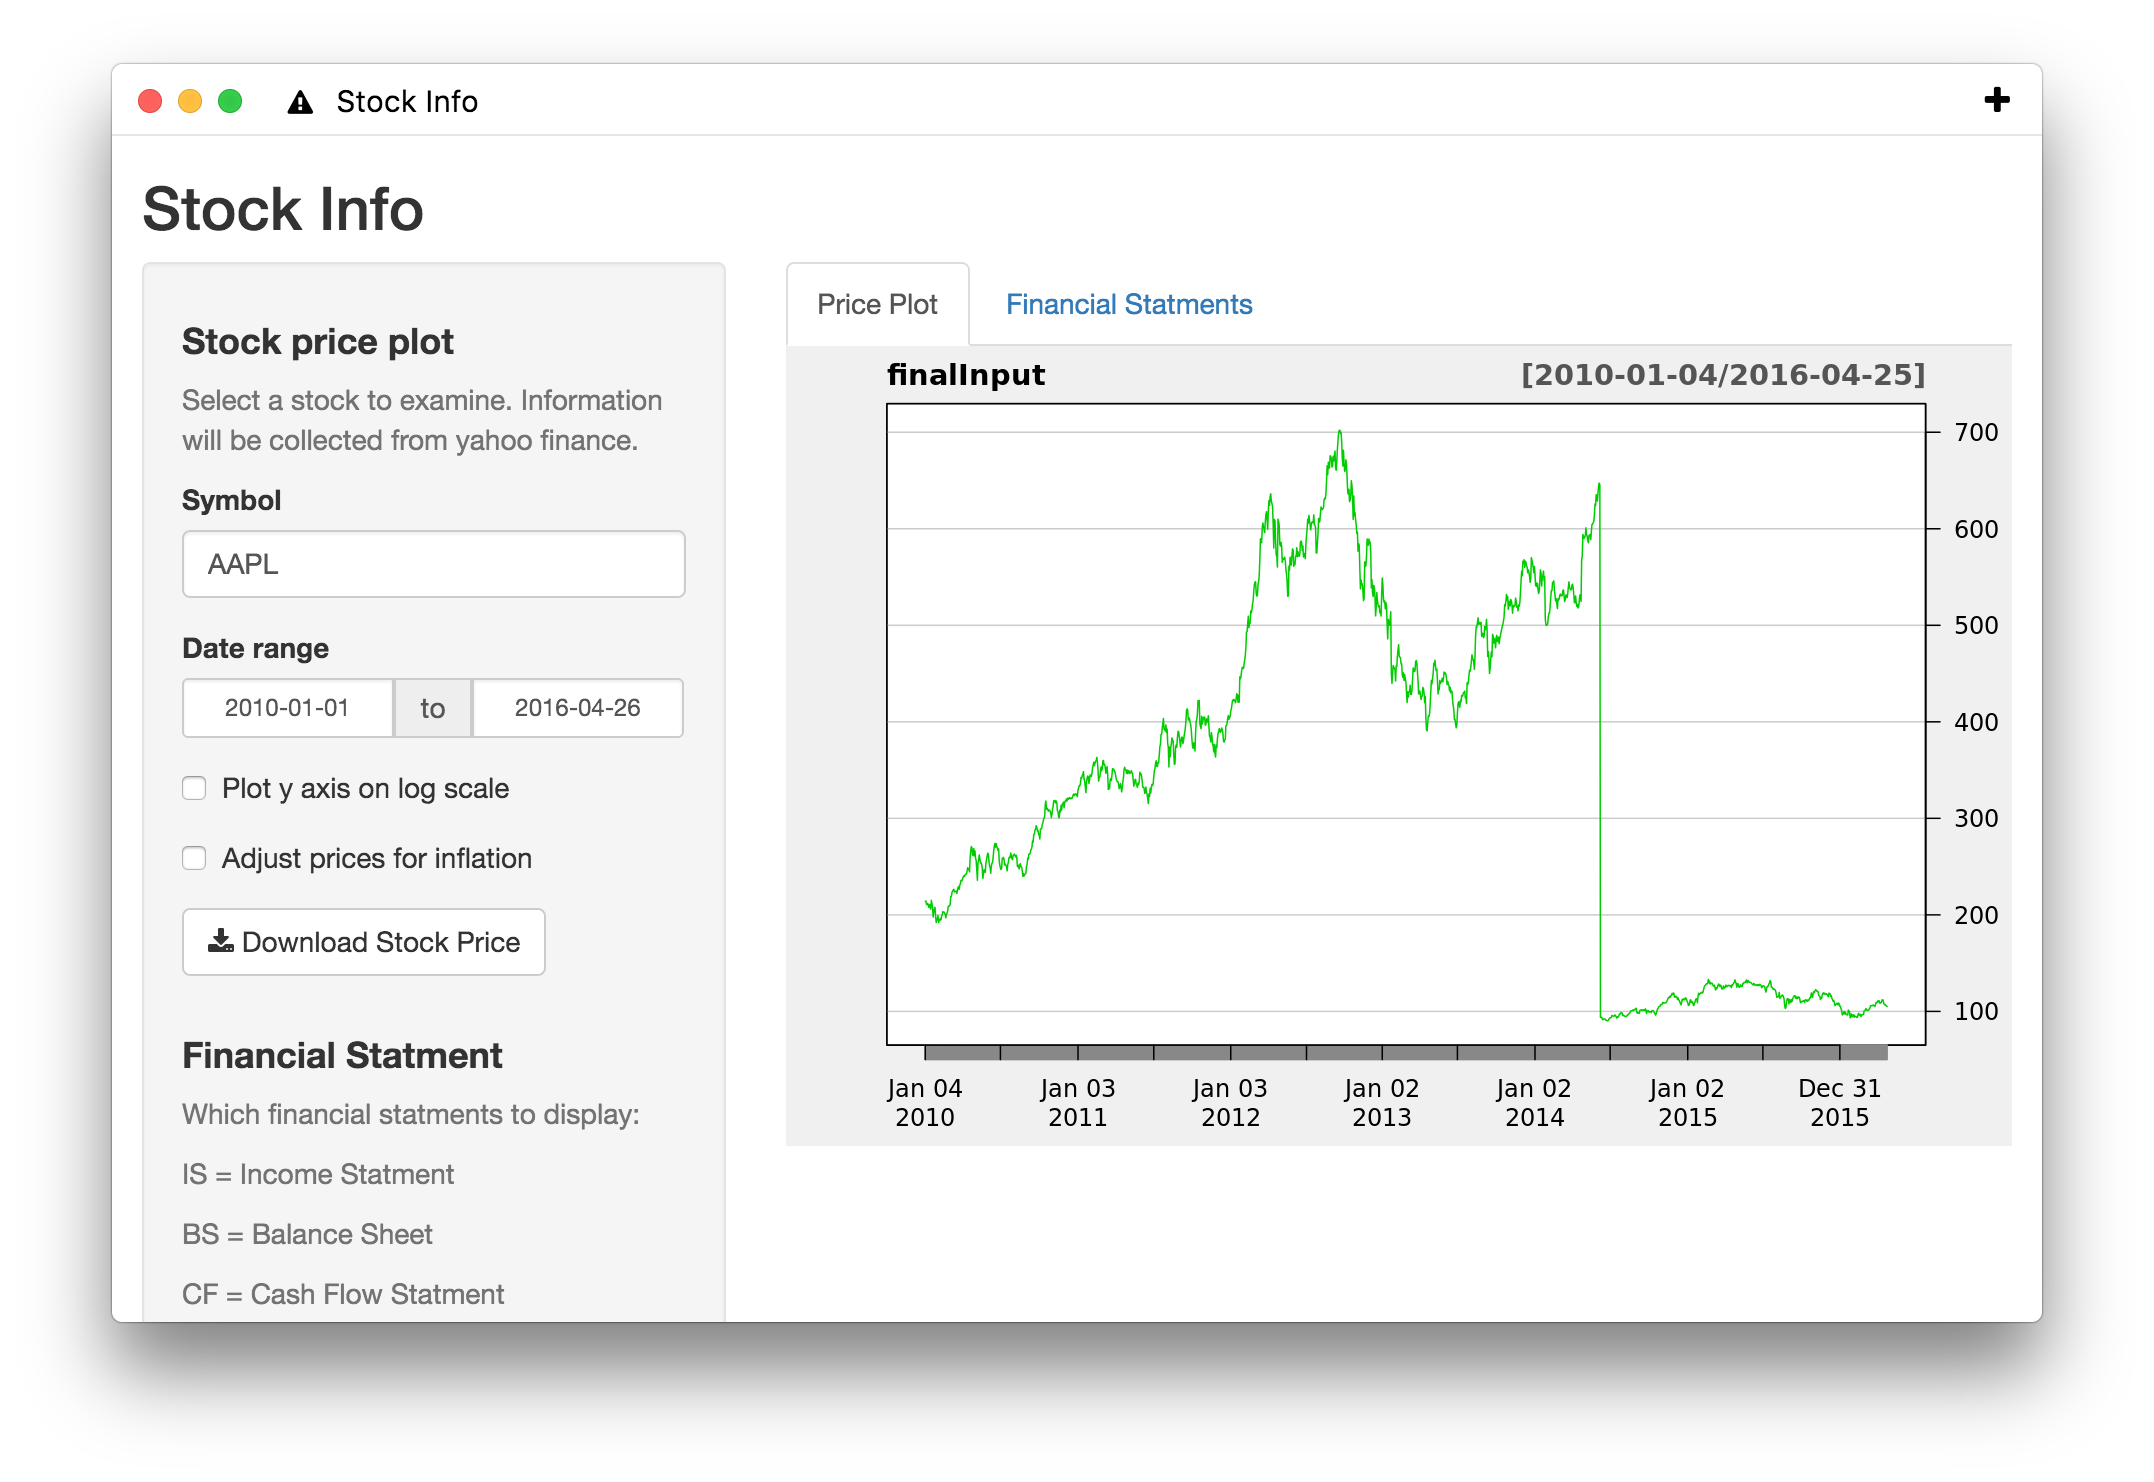 Stock Info
Stock Info
Stock price plot
Select a stock to examine. Information
will be collected from yahoo finance.
Symbol
AAPL
Date range
2010-01-01 to 2016-04-26
Plot y axis on log scale
Adjust prices for inflation
Download Stock Price
Financial Statment
Which financial statments to display:
IS = Income Statment
BS = Balance Sheet
CF = Cash Flow Statment
Price Plot Financial Statments
finalInput [2010-01-04/2016-04-25]
700
600
500
400
300
200
100
Jan 04 Jan 03 Jan 03 Jan 02 Jan 02 Jan 02 Dec 31
2010 2011 2012 2013 2014 2015 2015